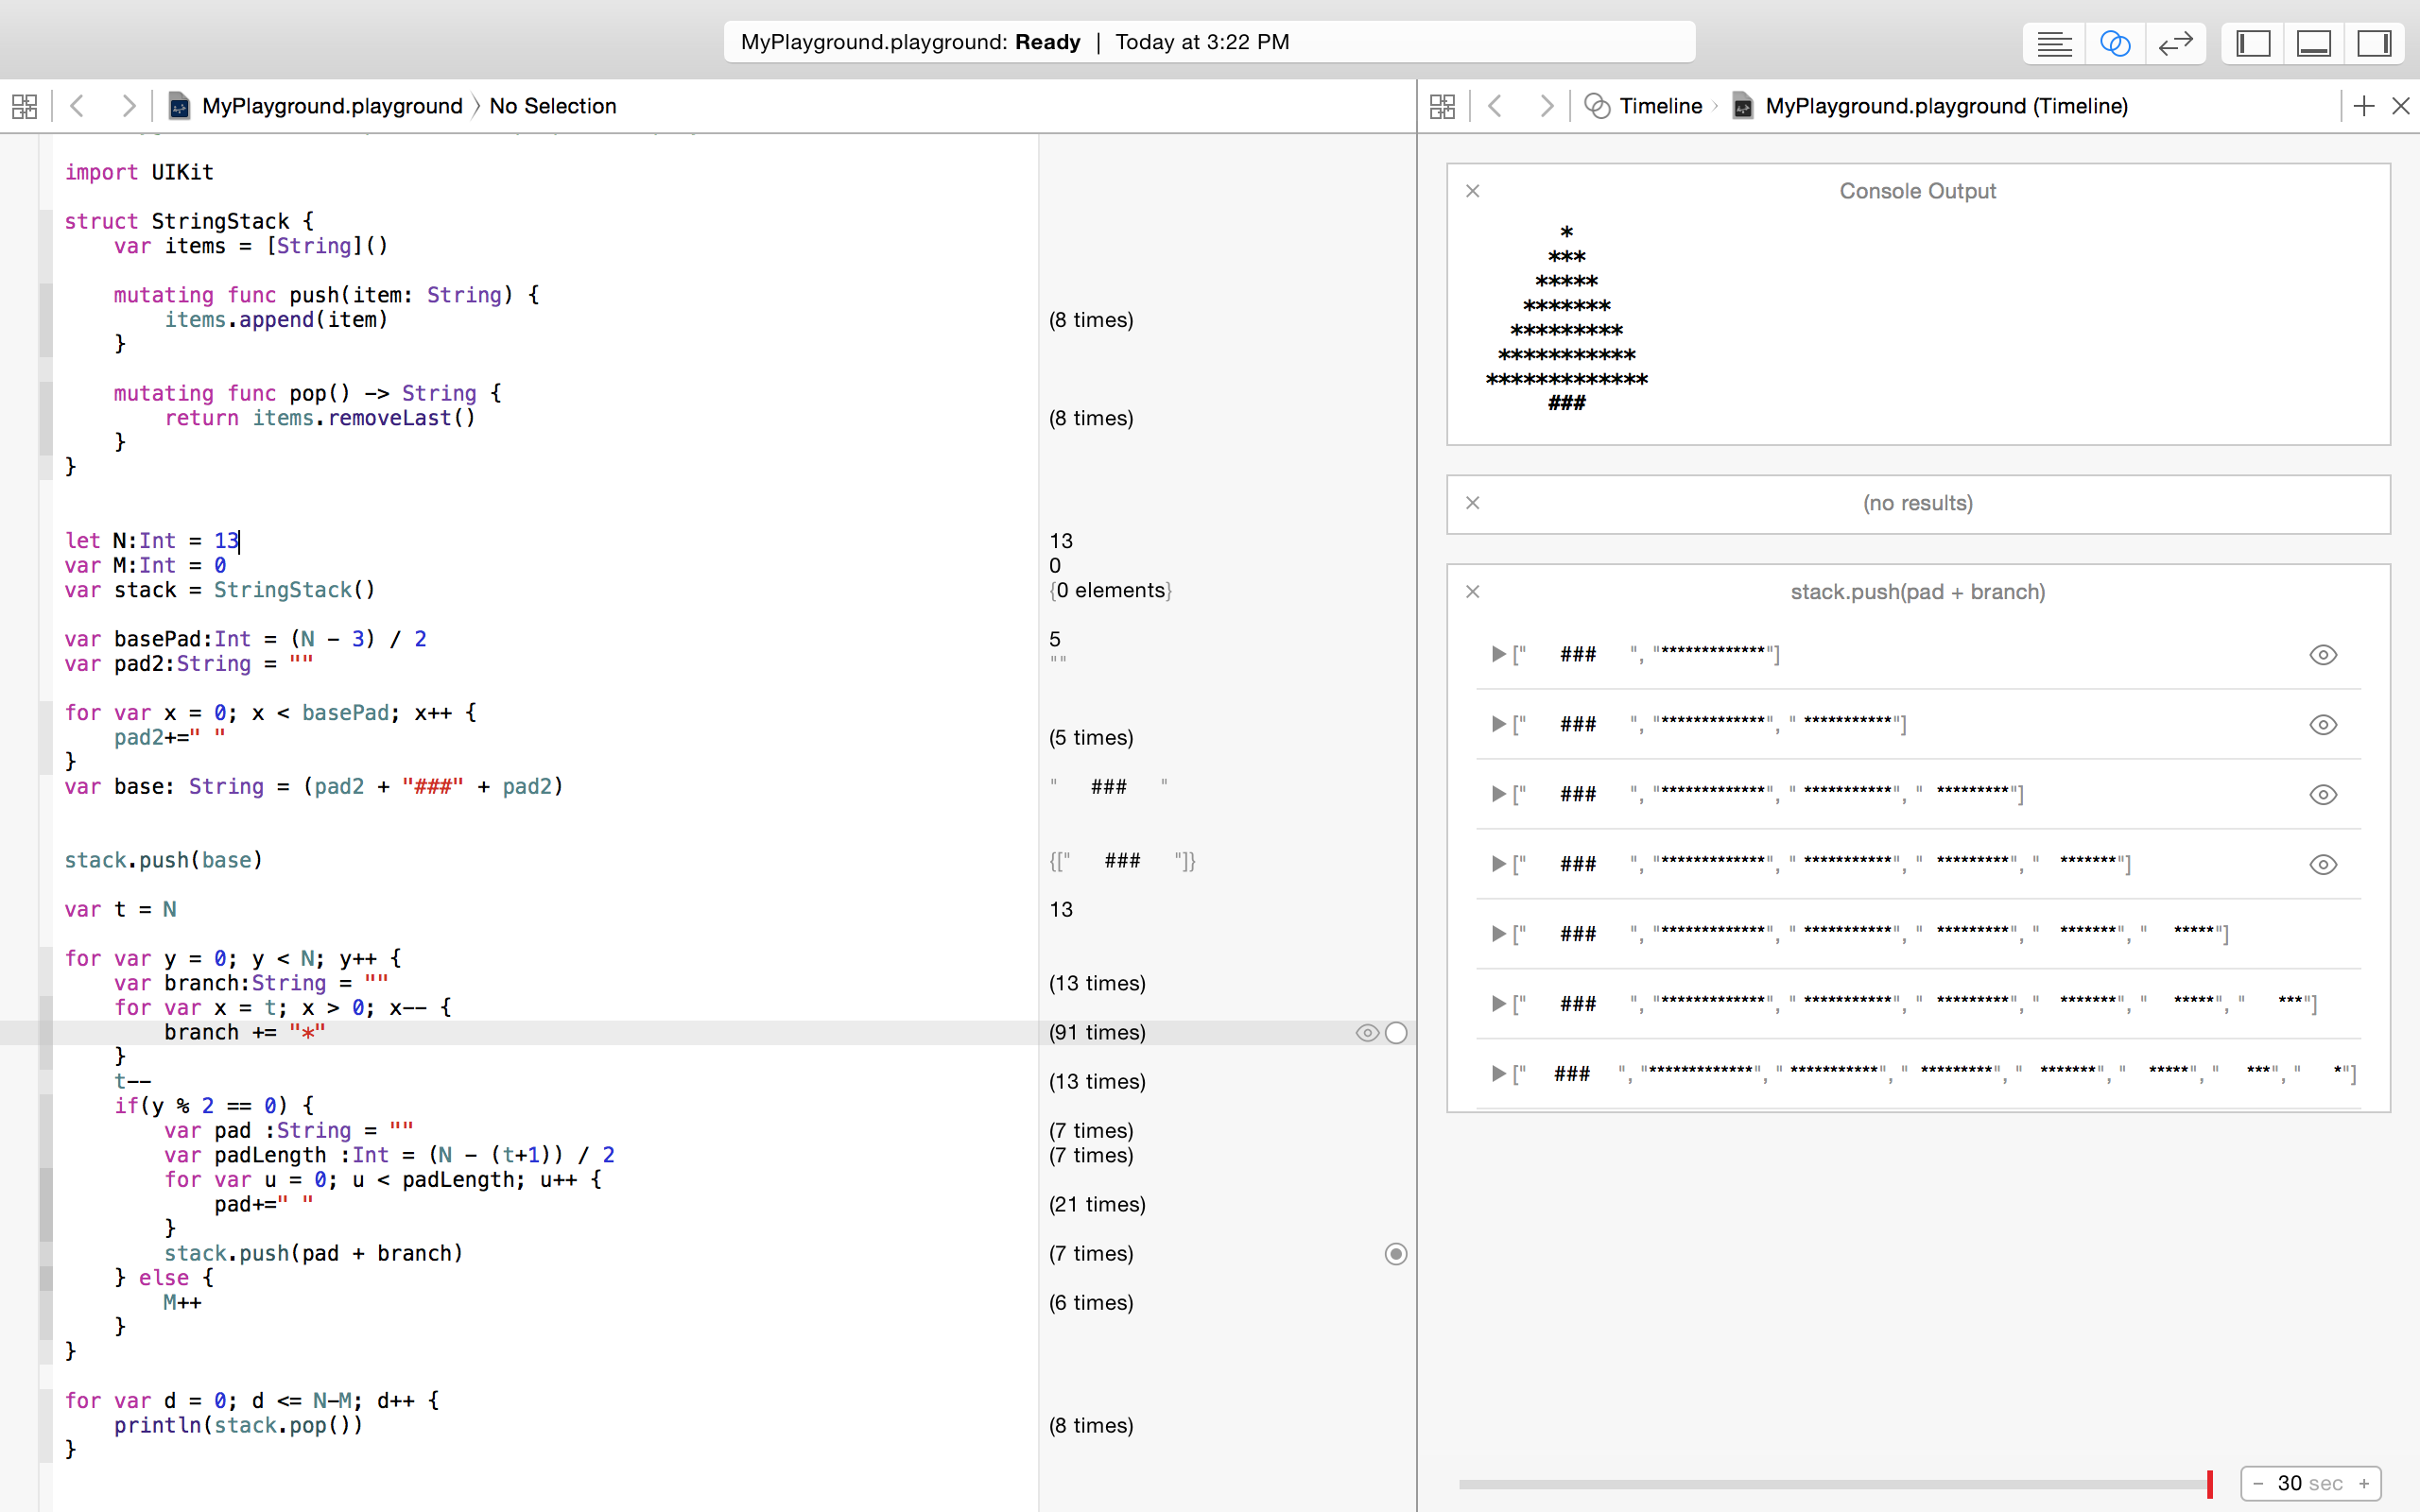 MyPlayground.playground: Ready | Today at 3:22 PM
MyPlayground.playground 〉 No Selection
import UIKit
struct StringStack {
    var items = [String]()
    mutating func push(item: String) {
        items.append(item)
    }
    mutating func pop() -> String {
        return items.removeLast()
    }
}
let N:Int = 13
var M:Int = 0
var stack = StringStack()
var basePad:Int = (N - 3) / 2
var pad2:String = ""
for var x = 0; x < basePad; x++ {
    pad2+=" "
}
var base: String = (pad2 + "###" + pad2)
stack.push(base)
var t = N
for var y = 0; y < N; y++ {
    var branch:String = ""
    for var x = t; x > 0; x-- {
        branch += "*"
    }
    t--
    if(y % 2 == 0) {
        var pad :String = ""
        var padLength :Int = (N - (t+1)) / 2
        for var u = 0; u < padLength; u++ {
            pad+=" "
        }
        stack.push(pad + branch)
    } else {
        M++
    }
}
for var d = 0; d <= N-M; d++ {
    println(stack.pop())
}
(8 times)
(8 times)
13
0
{0 elements}
5
""
(5 times)
"     ###     "
{["     ###     "]}
13
(13 times)
(91 times)
(13 times)
(7 times)
(7 times)
(21 times)
(7 times)
(6 times)
(8 times)
Timeline 〉 MyPlayground.playground (Timeline)
Console Output
      *
     ***
    *****
   *******
  *********
 ***********
*************
     ###
(no results)
stack.push(pad + branch)
["     ###     ", "*************"]
["     ###     ", "*************", " ***********"]
["     ###     ", "*************", " ***********", "  *********"]
["     ###     ", "*************", " ***********", "  *********", "   *******"]
["     ###     ", "*************", " ***********", "  *********", "   *******", "    *****"]
["     ###     ", "*************", " ***********", "  *********", "   *******", "    *****", "     ***"]
["     ###     ", "*************", " ***********", "  *********", "   *******", "    *****", "     ***", "      *"]
- 30 sec +